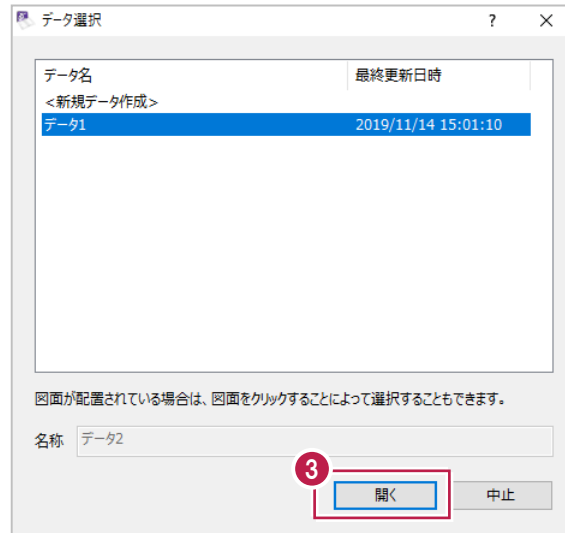 データ選択
データ名 最終更新日時
<新規データ作成>
データ1 2019/11/14 15:01:10
図面が配置されている場合は、図面をクリックすることによって選択することもできます。
名称 データ2
3
開く 中止